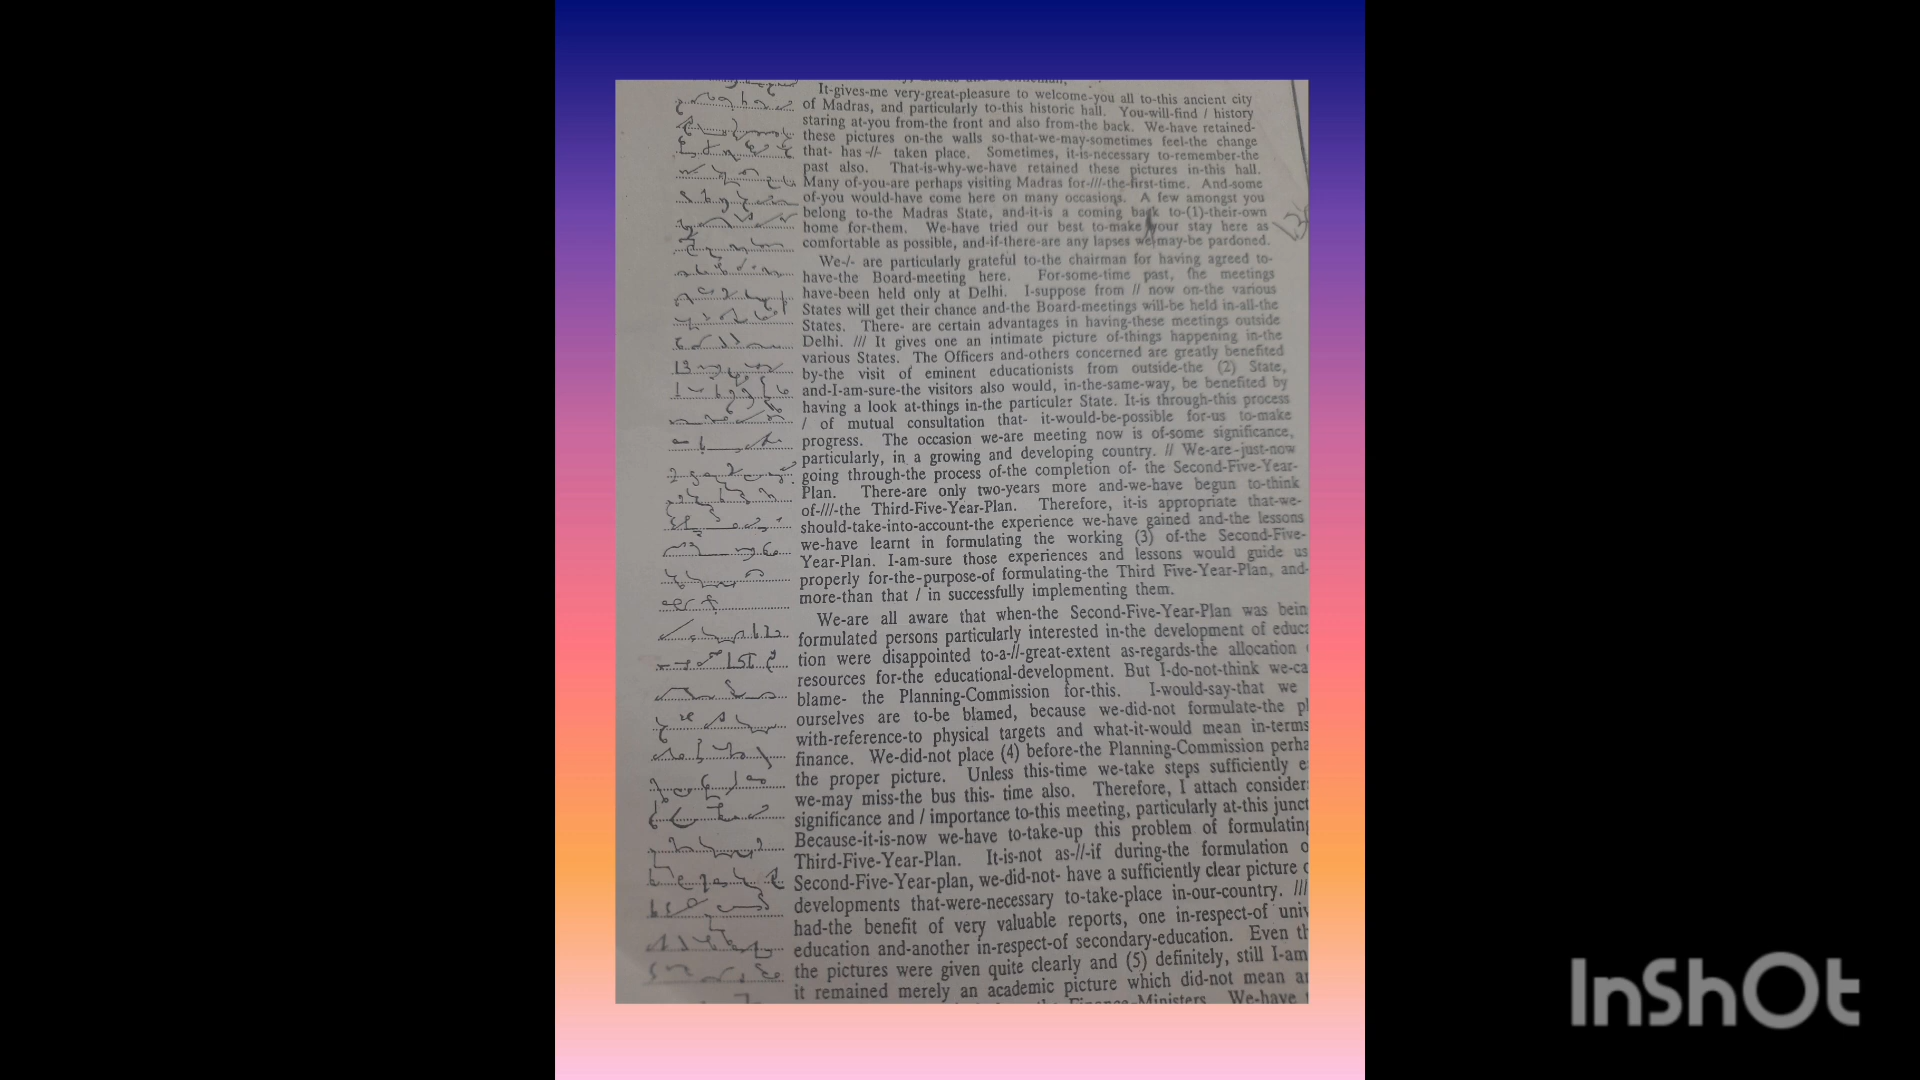 It-gives-me very-great-pleasure to welcome-you all to-this ancient city
of Madras, and particularly to-this historic hall. You-will-find / history
staring at-you from-the front and also from-the back. We-have retained-
these pictures on-the walls so-that-we-may-sometimes feel-the change
that- has -//- taken place. Sometimes, it-is-necessary to-remember-the
past also. That-is-why-we-have retained these pictures in-this hall.
Many of-you-are perhaps visiting Madras for-///-the-first-time. And-some
of-you would-have come here on many occasions. A few amongst you
belong to-the Madras State, and-it-is a coming back to-(1)-their-own
home for-them. We-have tried our best to-make your stay here as
comfortable as possible, and-if-there-are any lapses we may-be pardoned.
We-/- are particularly grateful to-the chairman for having agreed to-
have-the Board-meeting here. For-some-time past, the meetings
have-been held only at Delhi. I-suppose from // now on-the various
States will get their chance and-the Board-meetings will-be held in-all-the
States. There- are certain advantages in having-these meetings outside
Delhi. /// It gives one an intimate picture of-things happening in-the
various States. The Officers and-others concerned are greatly benefited
by-the visit of eminent educationists from outside-the (2) State,
and-I-am-sure-the visitors also would, in-the-same-way, be benefited by
having a look at-things in-the particular State. It-is through-this process
/ of mutual consultation that- it-would-be-possible for-us to-make
progress. The occasion we-are meeting now is of-some significance,
particularly, in a growing and developing country. // We-are-just-now
going through-the process of-the completion of- the Second-Five-Year-
Plan. There-are only two-years more and-we-have begun to-think
of-///-the Third-Five-Year-Plan. Therefore, it-is appropriate that-we-
should-take-into-account-the experience we-have gained and-the lessons
we-have learnt in formulating the working (3) of-the Second-Five-
Year-Plan. I-am-sure those experiences and lessons would guide us
properly for-the-purpose-of formulating-the Third Five-Year-Plan, and-
more-than that / in successfully implementing them.
We-are all aware that when-the Second-Five-Year-Plan was bein
formulated persons particularly interested in-the development of educa
tion were disappointed to-a-//-great-extent as-regards-the allocation
resources for-the educational-development. But I-do-not-think we-ca
blame- the Planning-Commission for-this. I-would-say-that we
ourselves are to-be blamed, because we-did-not formulate-the pl
with-reference-to physical targets and what-it-would mean in-terms
finance. We-did-not place (4) before-the Planning-Commission perha
the proper picture. Unless this-time we-take steps sufficiently e
we-may miss-the bus this- time also. Therefore, I attach consider
significance and / importance to-this meeting, particularly at-this junct
Because-it-is-now we-have to-take-up this problem of formulating
Third-Five-Year-Plan. It-is-not as-//-if during-the formulation o
Second-Five-Year-plan, we-did-not- have a sufficiently clear picture
developments that-were-necessary to-take-place in-our-country. ///
had-the benefit of very valuable reports, one in-respect-of univ
education and-another in-respect-of secondary-education. Even th
the pictures were given quite clearly and (5) definitely, still I-am
it remained merely an academic picture which did-not mean an
Finance-Ministers. We-have
InShOt